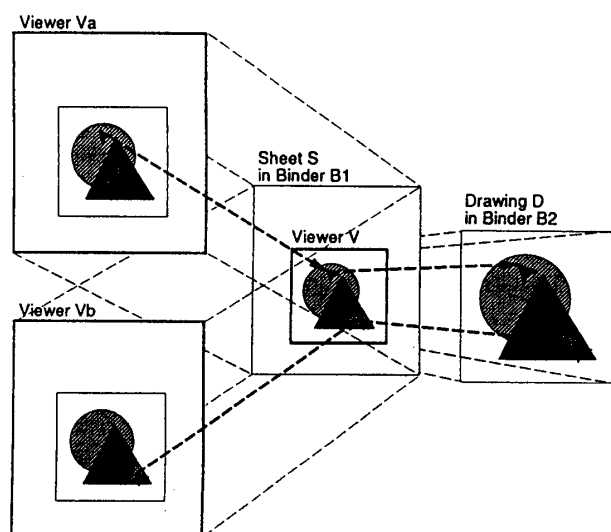 Viewer Va
Sheet S
in Binder B1
Viewer V
Drawing D
in Binder B2
Viewer Vb